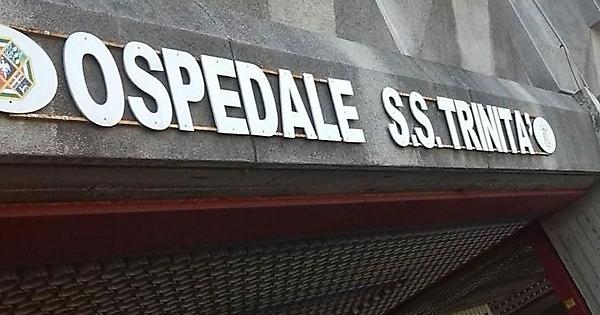 OSPEDALE S.S. TRINITA'